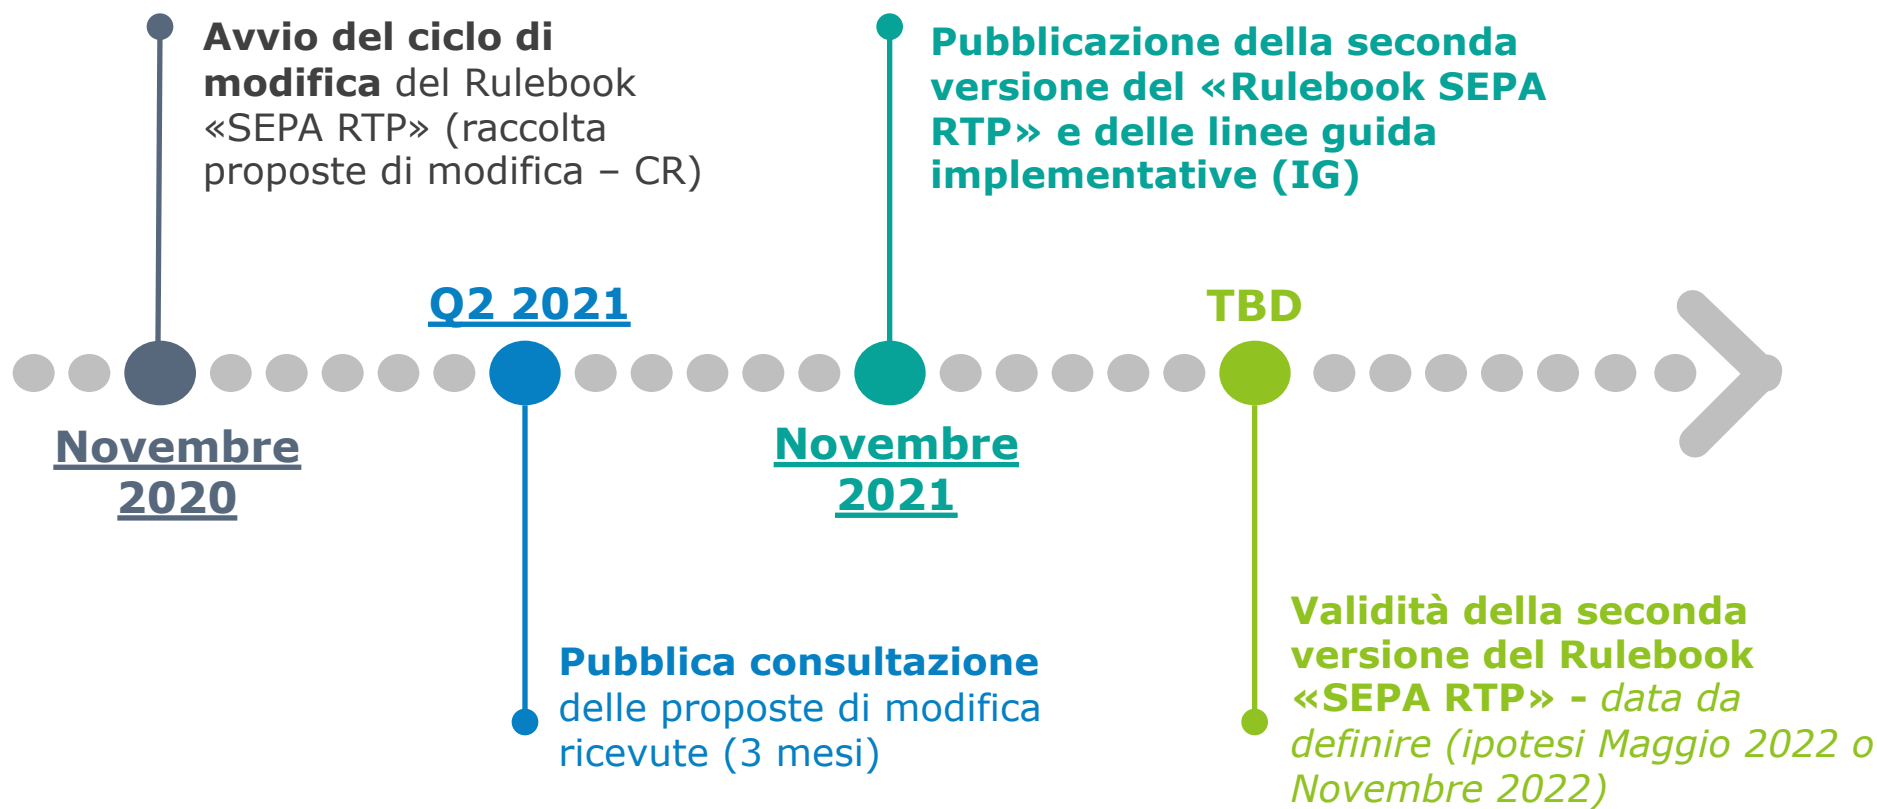 Avvio del ciclo di
modifica del Rulebook
«SEPA RTP» (raccolta
proposte di modifica – CR)
Pubblicazione della seconda
versione del «Rulebook SEPA
RTP» e delle linee guida
implementative (IG)
Q2 2021
TBD
Novembre
2020
Novembre
2021
Pubblica consultazione
delle proposte di modifica
ricevute (3 mesi)
Validità della seconda
versione del Rulebook
«SEPA RTP» - data da
definire (ipotesi Maggio 2022 o
Novembre 2022)